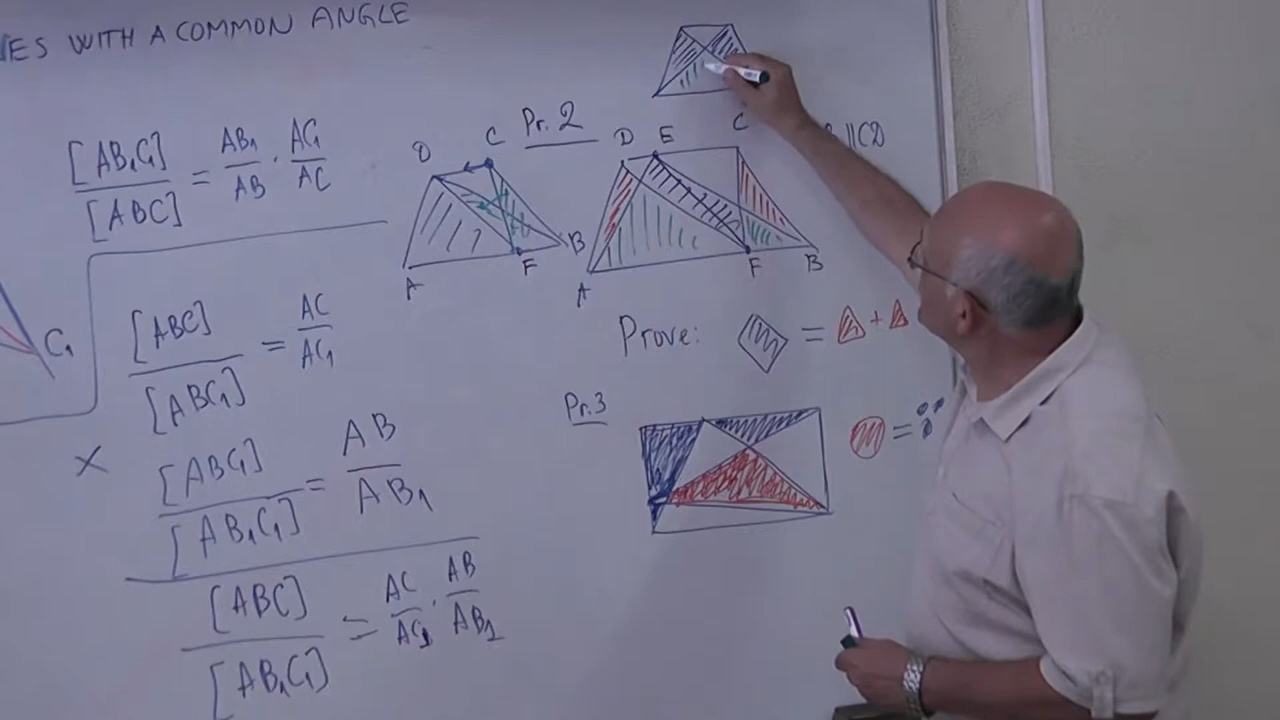 ES WITH A COMMON ANGLE
[AB1C1] / [ABC] = AB1 / AB · AC1 / AC
C1
[ABC] / [ABC1] = AC / AC1
×
[ABC1] / [AB1C1] = AB / AB1
[ABC] / [AB1C1] = AC / AC1 · AB / AB1
Pr. 2
D C
A F B
D E C
A F B
||CD
Prove: = +
Pr.3
=